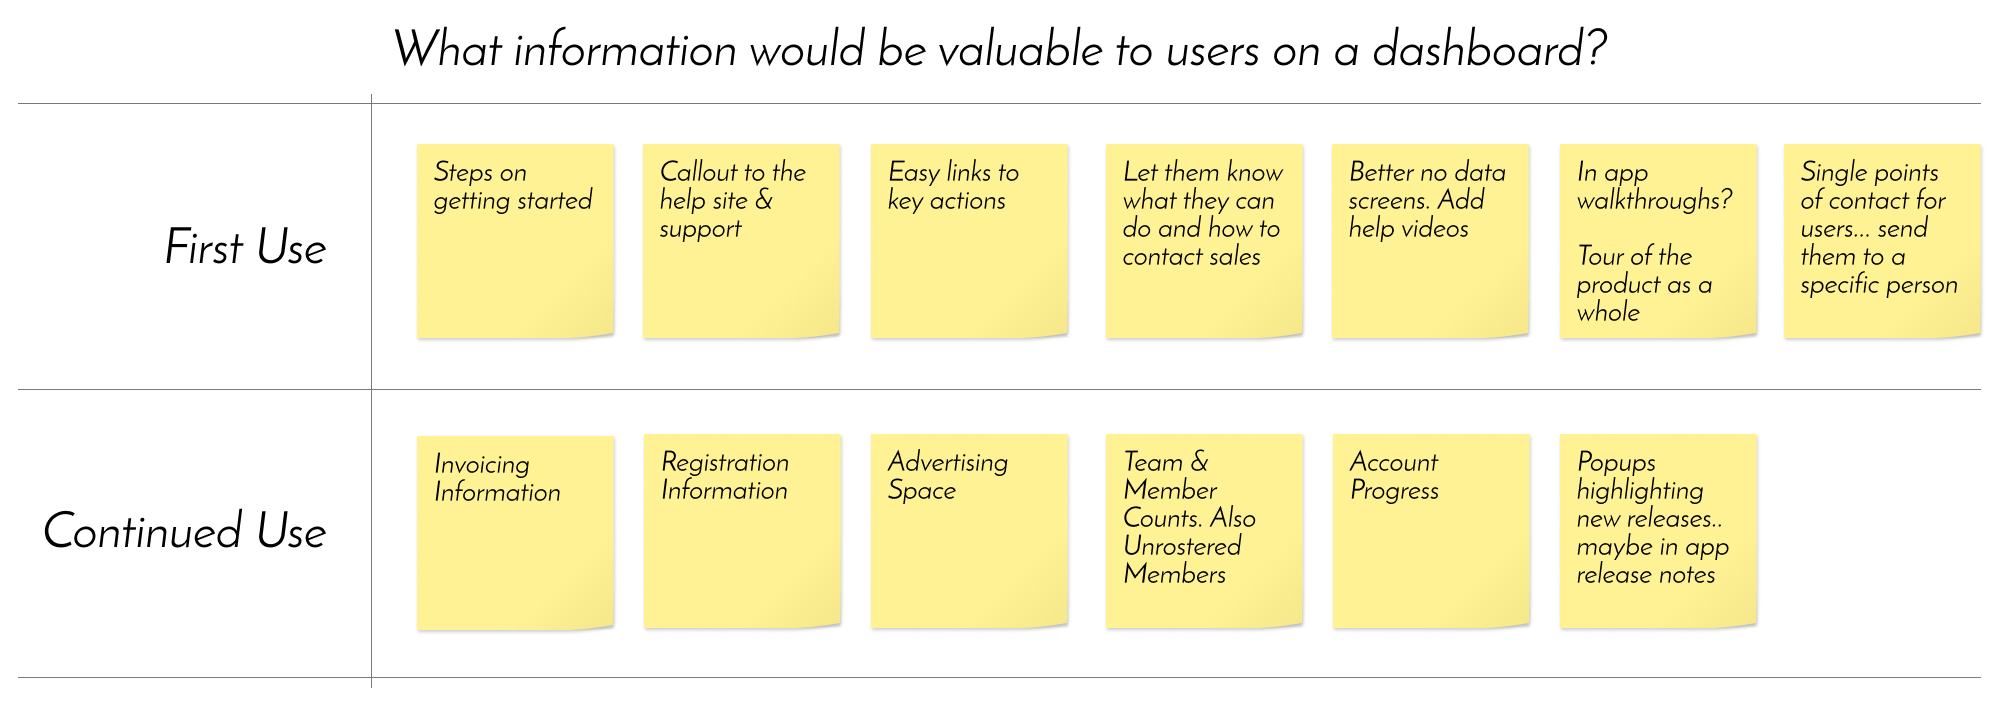 What information would be valuable to users on a dashboard?
First Use
Steps on
getting started
Callout to the
help site &
support
Easy links to
key actions
Let them know
what they can
do and how to
contact sales
Better no data
screens. Add
help videos
In app
walkthroughs?
Tour of the
product as a
whole
Single points
of contact for
users... send
them to a
specific person
Continued Use
Invoicing
Information
Registration
Information
Advertising
Space
Team &
Member
Counts. Also
Unrostered
Members
Account
Progress
Popups
highlighting
new releases..
maybe in app
release notes